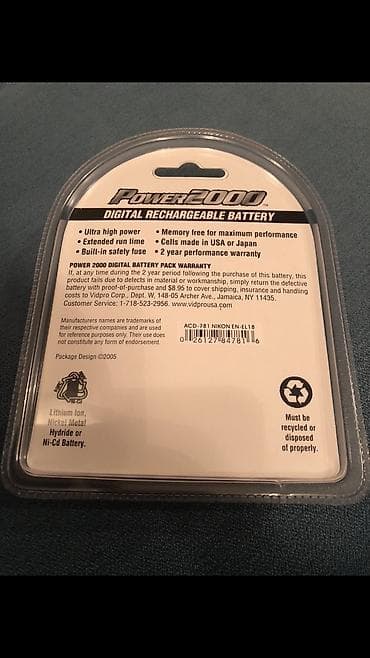 POWER2000
DIGITAL RECHARGEABLE BATTERY
• Ultra high power • Memory free for maximum performance
• Extended run time • Cells made in USA or Japan
• Built-in safety fuse • 2 year performance warranty
POWER 2000 DIGITAL BATTERY PACK WARRANTY
If, at any time during the 2 year period following the purchase of this battery, this
product fails due to defects in material or workmanship, simply return the defective
battery with proof-of-purchase and $8.95 to cover shipping, insurance and handling
costs to Vidpro Corp., Dept. W, 148-05 Archer Ave., Jamaica, NY 11435.
Customer Service: 1-718-523-2956. www.vidprousa.com
Manufacturers names are trademarks of
their respective companies and are used
for reference purposes only. Their use does
not constitute any form of endorsement.
ACD-781 NIKON EN-EL18
0 26127 84781 6
Package Design ©2005
Lithium Ion,
Nickel Metal
Hydride or
Ni-Cd Battery.
Must be
recycled or
disposed
of properly.